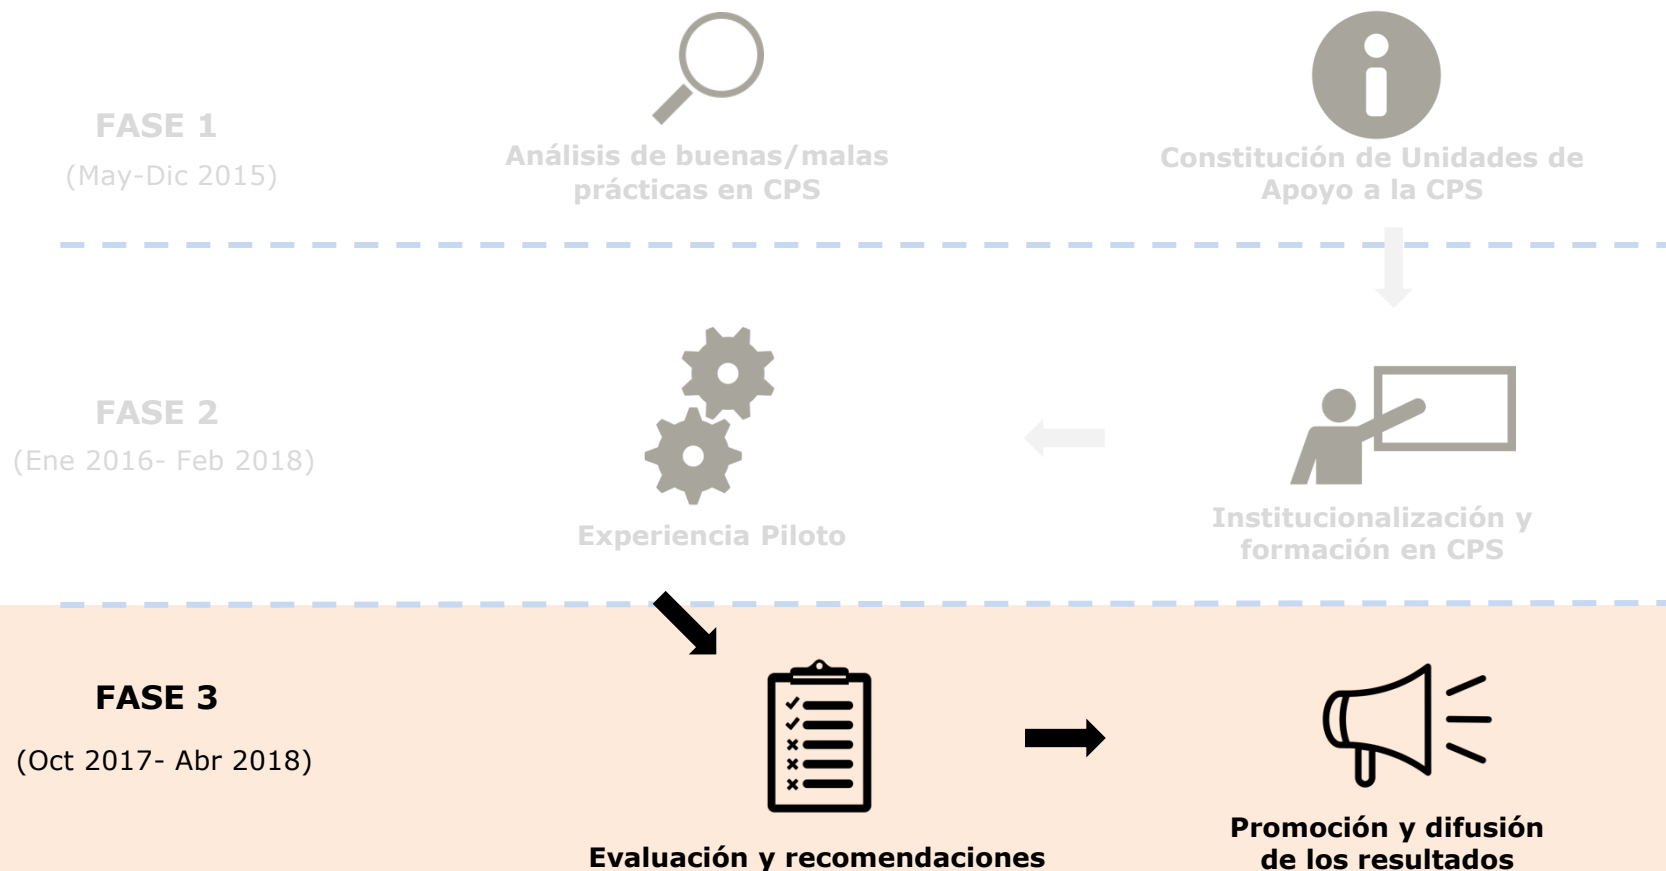 FASE 1
(May-Dic 2015)
Análisis de buenas/malas
prácticas en CPS
Constitución de Unidades de
Apoyo a la CPS
FASE 2
(Ene 2016- Feb 2018)
Experiencia Piloto
Institucionalización y
formación en CPS
FASE 3
(Oct 2017- Abr 2018)
Evaluación y recomendaciones
Promoción y difusión
de los resultados